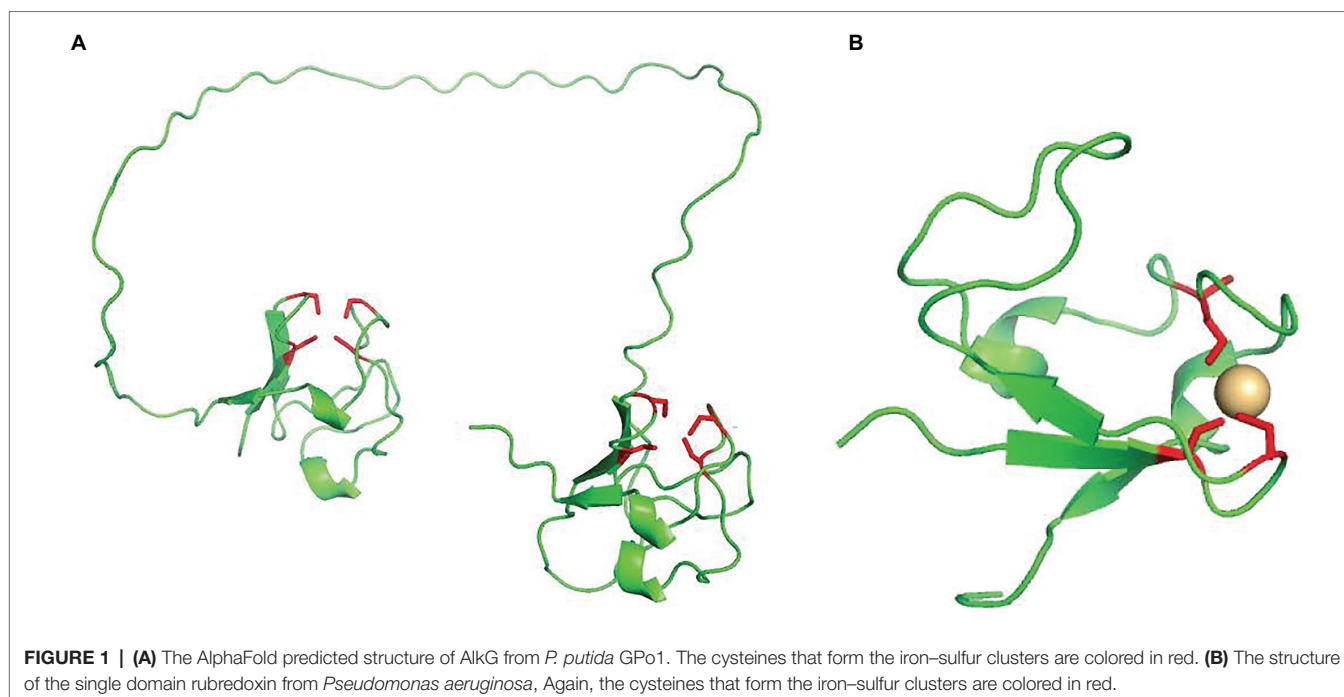 A
B
FIGURE 1 | (A) The AlphaFold predicted structure of AlkG from P. putida GPo1. The cysteines that form the iron–sulfur clusters are colored in red. (B) The structure
of the single domain rubredoxin from Pseudomonas aeruginosa, Again, the cysteines that form the iron–sulfur clusters are colored in red.